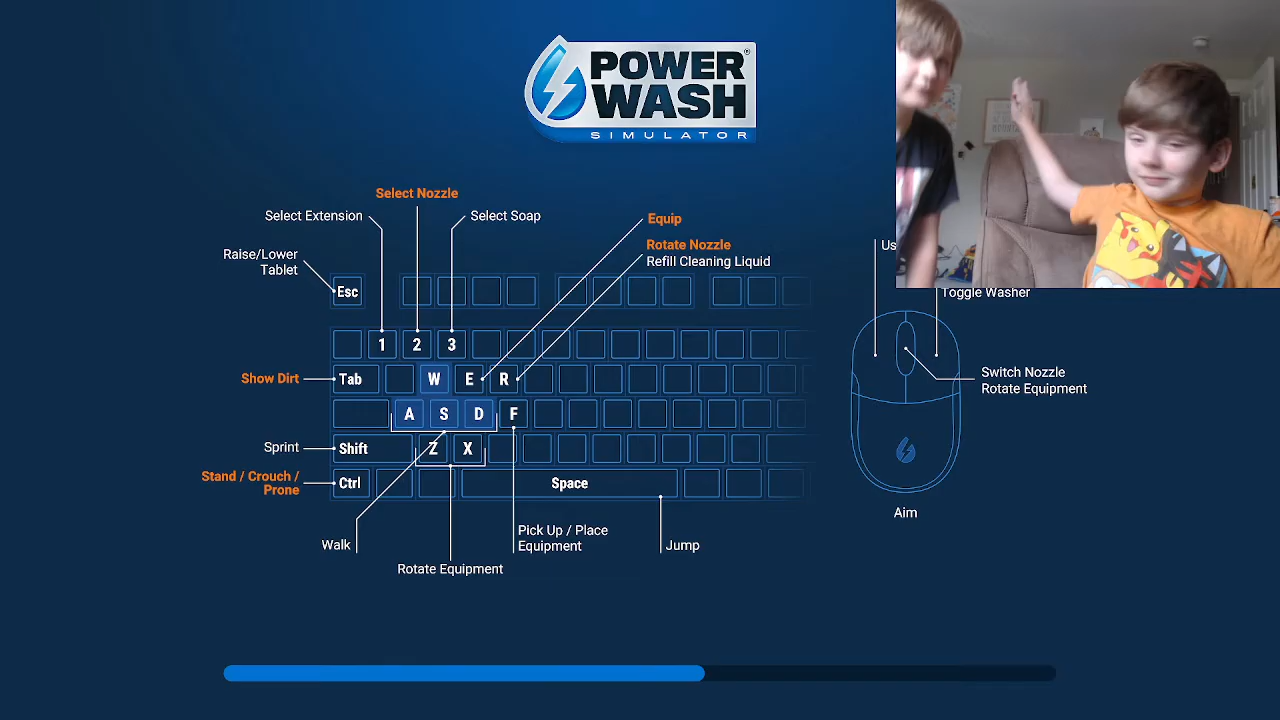 POWER
WASH
SIMULATOR
Select Nozzle
Select Extension
Select Soap
Equip
Rotate Nozzle
Refill Cleaning Liquid
Raise/Lower
Tablet
Esc
Toggle Washer
1 2 3
Show Dirt
Tab W E R
Switch Nozzle
Rotate Equipment
A S D F
Sprint
Shift Z X
Stand / Crouch /
Prone
Ctrl
Space
Aim
Walk
Pick Up / Place
Equipment
Jump
Rotate Equipment